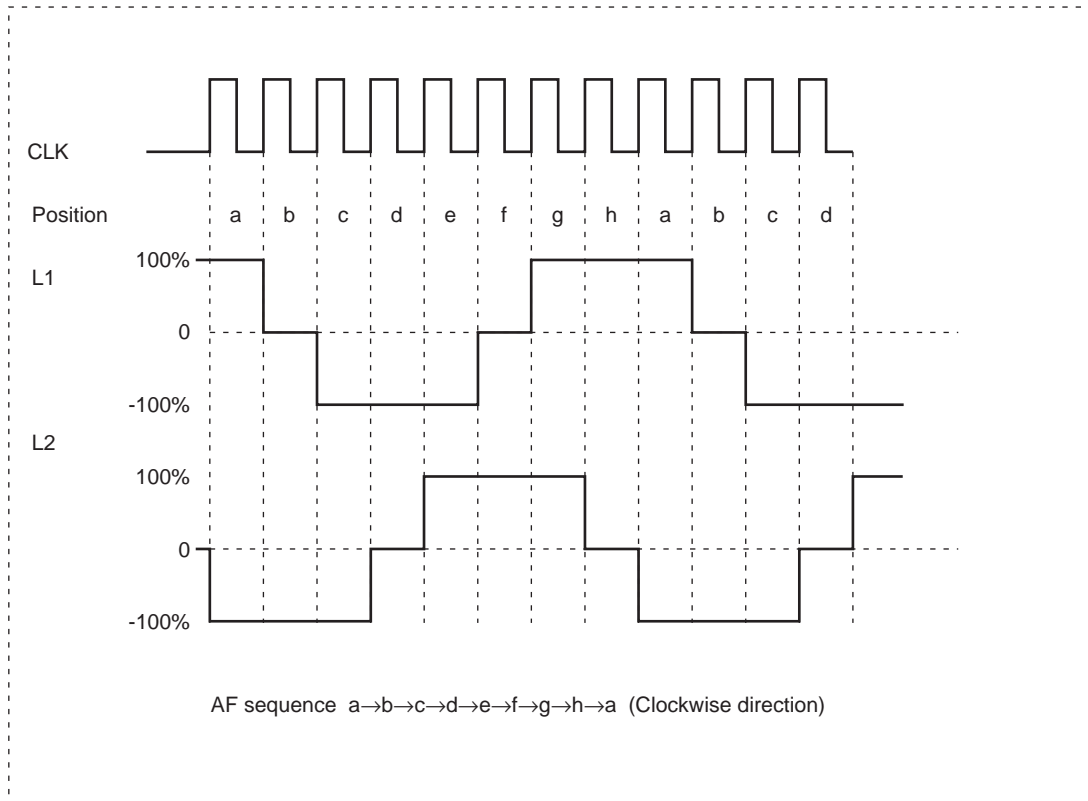 CLK
Position a b c d e f g h a b c d
L1
100%
0
-100%
L2
100%
0
-100%
AF sequence a→b→c→d→e→f→g→h→a (Clockwise direction)